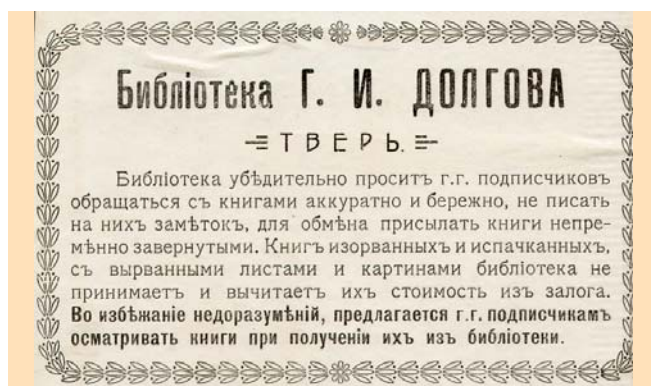 Библіотека Г. И. ДОЛГОВА
ТВЕРЬ.
Библіотека убѣдительно проситъ г.г. подписчиковъ
обращаться съ книгами аккуратно и бережно, не писать
на нихъ замѣтокъ, для обмѣна присылать книги непре-
мѣнно завернутыми. Книгъ изорванныхъ и испачканныхъ,
съ вырванными листами и картинами библіотека не
принимаетъ и вычитаетъ ихъ стоимость изъ залога.
Во избѣжаніе недоразумѣній, предлагается г.г. подписчикамъ
осматривать книги при полученіи ихъ изъ библіотеки.